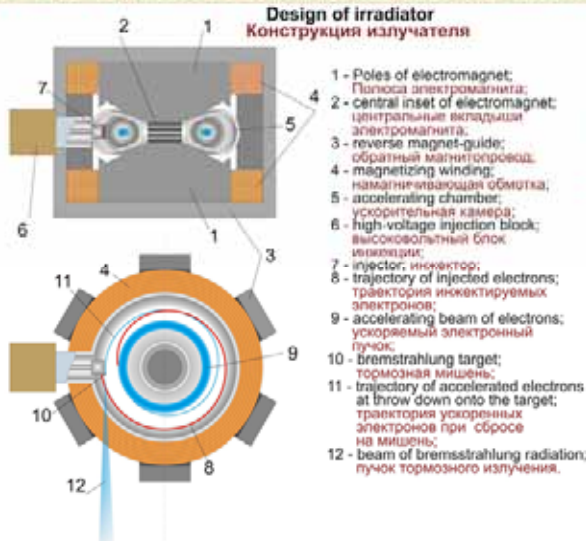 Design of irradiator
Конструкция излучателя
1 - Poles of electromagnet;
Полюса электромагнита;
2 - central inset of electromagnet;
центральные вкладыши
электромагнита;
3 - reverse magnet-guide;
обратный магнитопровод;
4 - magnetizing winding;
намагничивающая обмотка;
5 - accelerating chamber;
ускорительная камера;
6 - high-voltage injection block;
высоковольтный блок
инжекции;
7 - injector; инжектор;
8 - trajectory of injected electrons;
траектория инжектируемых
электронов;
9 - accelerating beam of electrons;
ускоряемый электронный
пучок;
10 - bremstrahlung target;
тормозная мишень;
11 - trajectory of accelerated electrons
at throw down onto the target;
траектория ускоренных
электронов при сбросе
на мишень;
12 - beam of bremsstrahlung radiation;
пучок тормозного излучения.
2
1
7
4
5
6
1
3
11
4
9
10
8
12